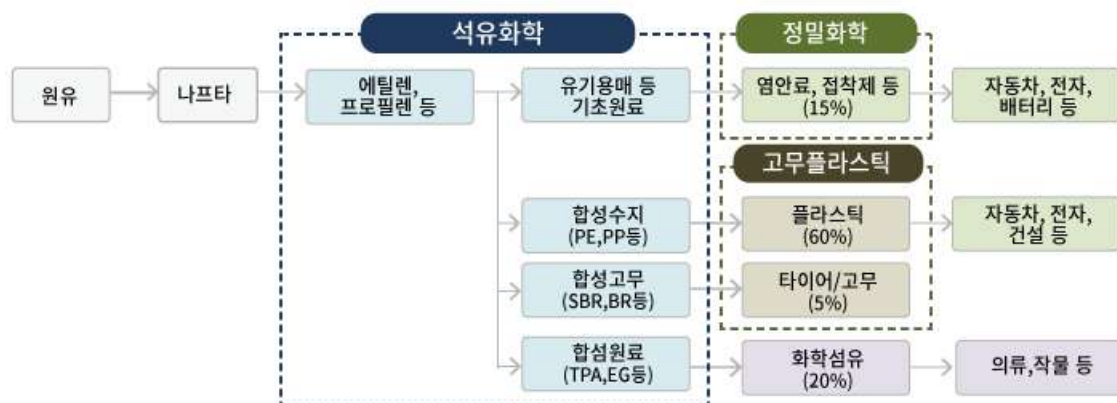 석유화학
정밀화학
원유
나프타
에틸렌,
프로필렌 등
유기용매 등
기초원료
염안료, 접착제 등
(15%)
자동차, 전자,
배터리 등
고무플라스틱
합성수지
(PE,PP등)
플라스틱
(60%)
자동차, 전자,
건설 등
합성고무
(SBR,BR등)
타이어/고무
(5%)
합섬원료
(TPA,EG등)
화학섬유
(20%)
의류,작물 등